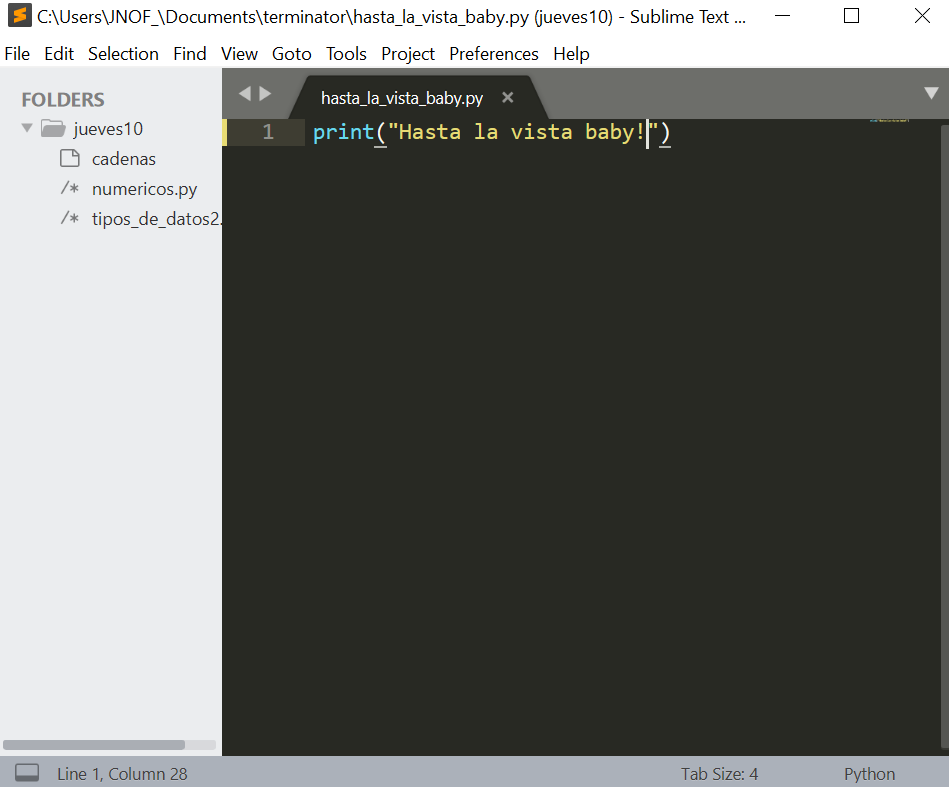 C:\Users\JNOF_\Documents\terminator\hasta_la_vista_baby.py (jueves10) - Sublime Text ...
File Edit Selection Find View Goto Tools Project Preferences Help
FOLDERS
jueves10
cadenas
/* numericos.py
/* tipos_de_datos2.
hasta_la_vista_baby.py ×
1 print("Hasta la vista baby!")
Line 1, Column 28 Tab Size: 4 Python